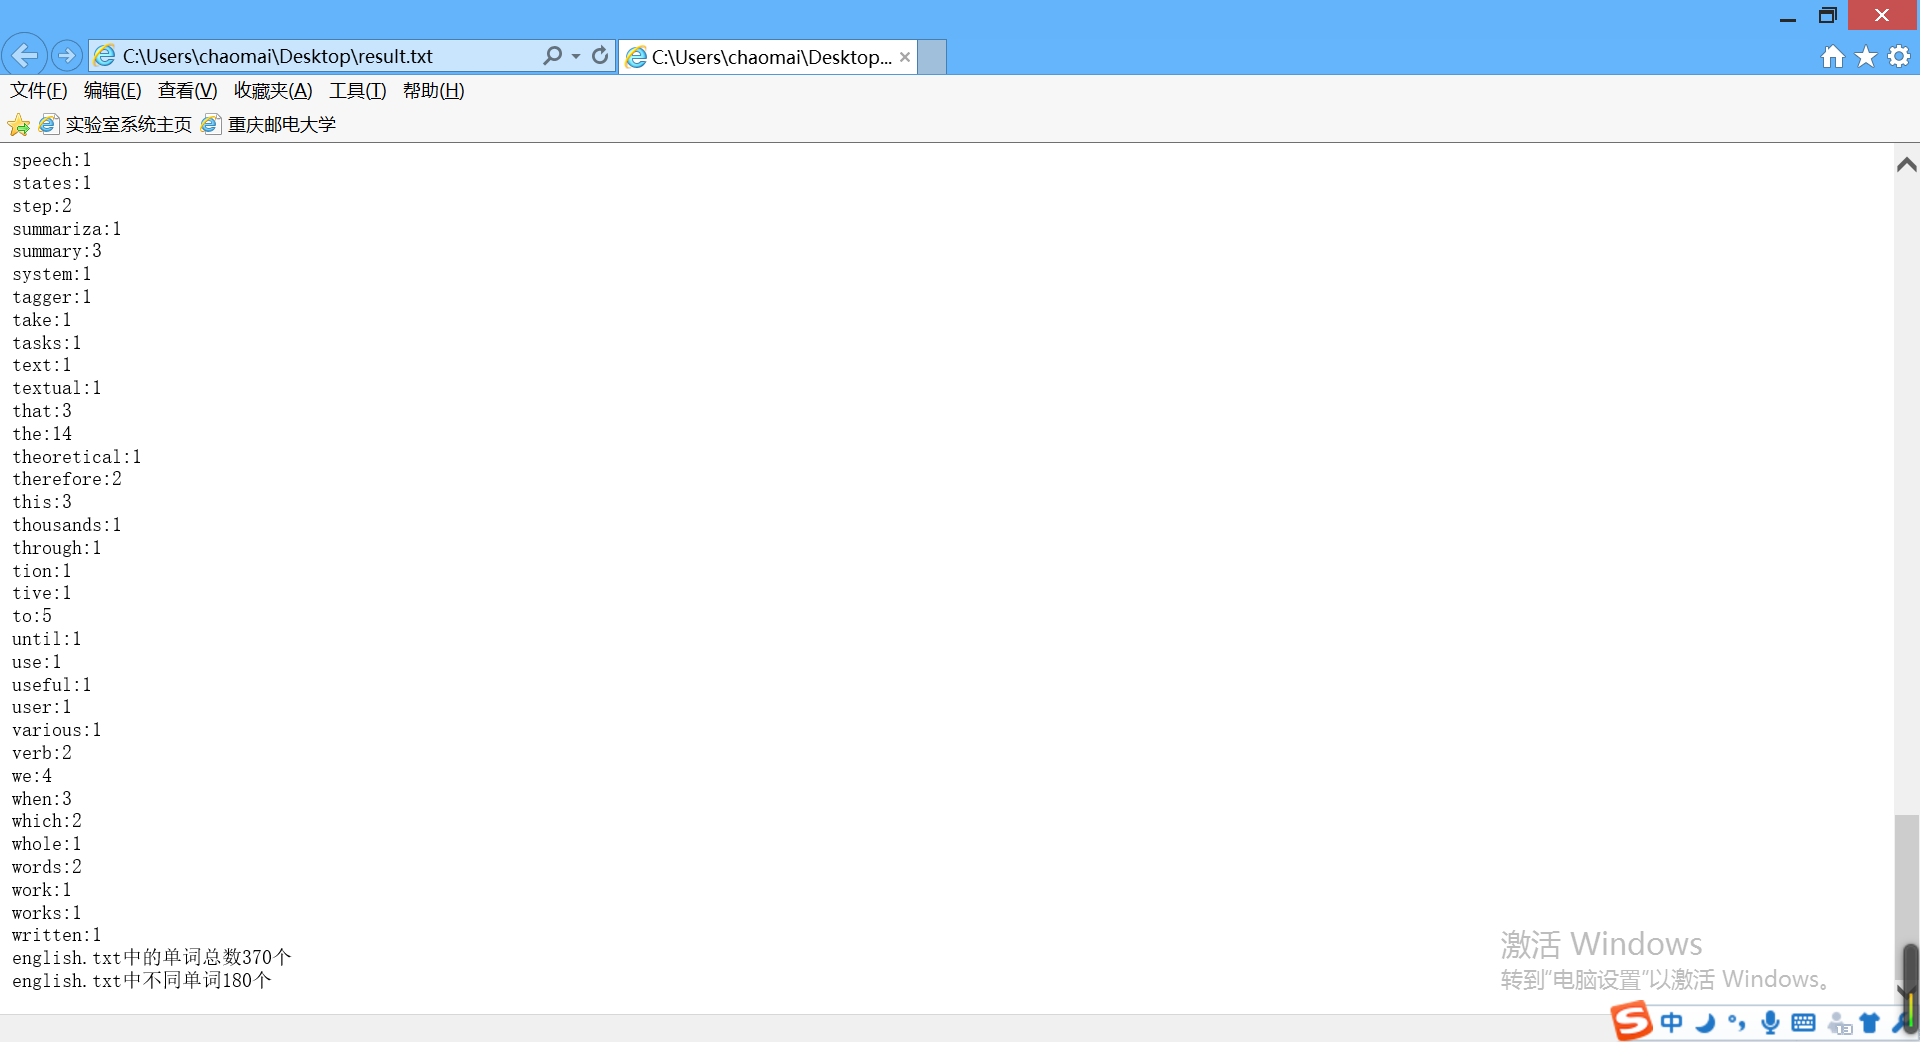 C:\Users\chaomai\Desktop\result.txt
C:\Users\chaomai\Desktop...
文件(F) 编辑(E) 查看(V) 收藏夹(A) 工具(T) 帮助(H)
实验室系统主页 重庆邮电大学
speech:1
states:1
step:2
summariza:1
summary:3
system:1
tagger:1
take:1
tasks:1
text:1
textual:1
that:3
the:14
theoretical:1
therefore:2
this:3
thousands:1
through:1
tion:1
tive:1
to:5
until:1
use:1
useful:1
user:1
various:1
verb:2
we:4
when:3
which:2
whole:1
words:2
work:1
works:1
written:1
english.txt中的单词总数370个
english.txt中不同单词180个
激活 Windows
转到“电脑设置“以激活 Windows。
S 中